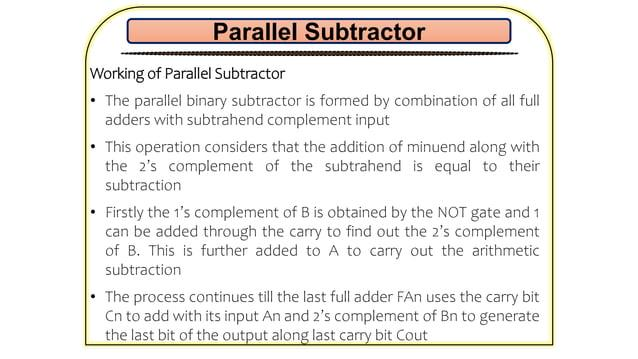 Parallel Subtractor
Working of Parallel Subtractor
• The parallel binary subtractor is formed by combination of all full
adders with subtrahend complement input
• This operation considers that the addition of minuend along with
the 2’s complement of the subtrahend is equal to their
subtraction
• Firstly the 1’s complement of B is obtained by the NOT gate and 1
can be added through the carry to find out the 2’s complement
of B. This is further added to A to carry out the arithmetic
subtraction
• The process continues till the last full adder FAn uses the carry bit
Cn to add with its input An and 2’s complement of Bn to generate
the last bit of the output along last carry bit Cout